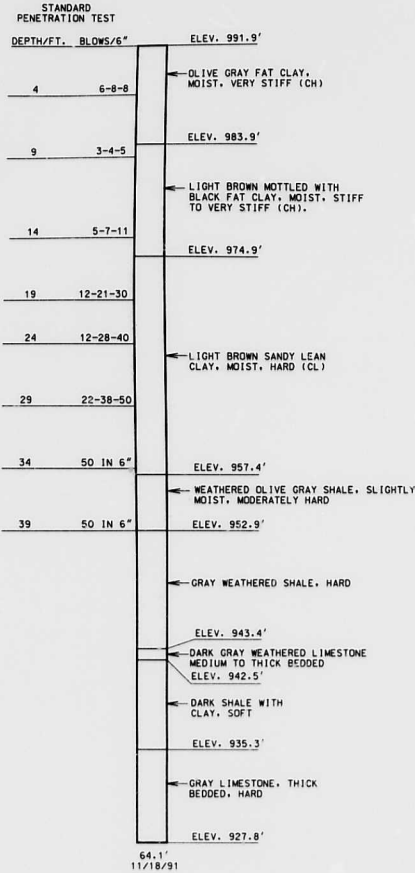 STANDARD
PENETRATION TEST
DEPTH/FT. BLOWS/6"
ELEV. 991.9'
OLIVE GRAY FAT CLAY,
MOIST, VERY STIFF (CH)
4 6-8-8
ELEV. 983.9'
9 3-4-5
LIGHT BROWN MOTTLED WITH
BLACK FAT CLAY, MOIST, STIFF
TO VERY STIFF (CH).
14 5-7-11
ELEV. 974.9'
19 12-21-30
24 12-28-40
LIGHT BROWN SANDY LEAN
CLAY, MOIST, HARD (CL)
29 22-38-50
34 50 IN 6"
ELEV. 957.4'
WEATHERED OLIVE GRAY SHALE, SLIGHTLY
MOIST, MODERATELY HARD
39 50 IN 6"
ELEV. 952.9'
GRAY WEATHERED SHALE, HARD
ELEV. 943.4'
DARK GRAY WEATHERED LIMESTONE
MEDIUM TO THICK BEDDED
ELEV. 942.5'
DARK SHALE WITH
CLAY, SOFT
ELEV. 935.3'
GRAY LIMESTONE, THICK
BEDDED, HARD
ELEV. 927.8'
64.1'
11/18/91